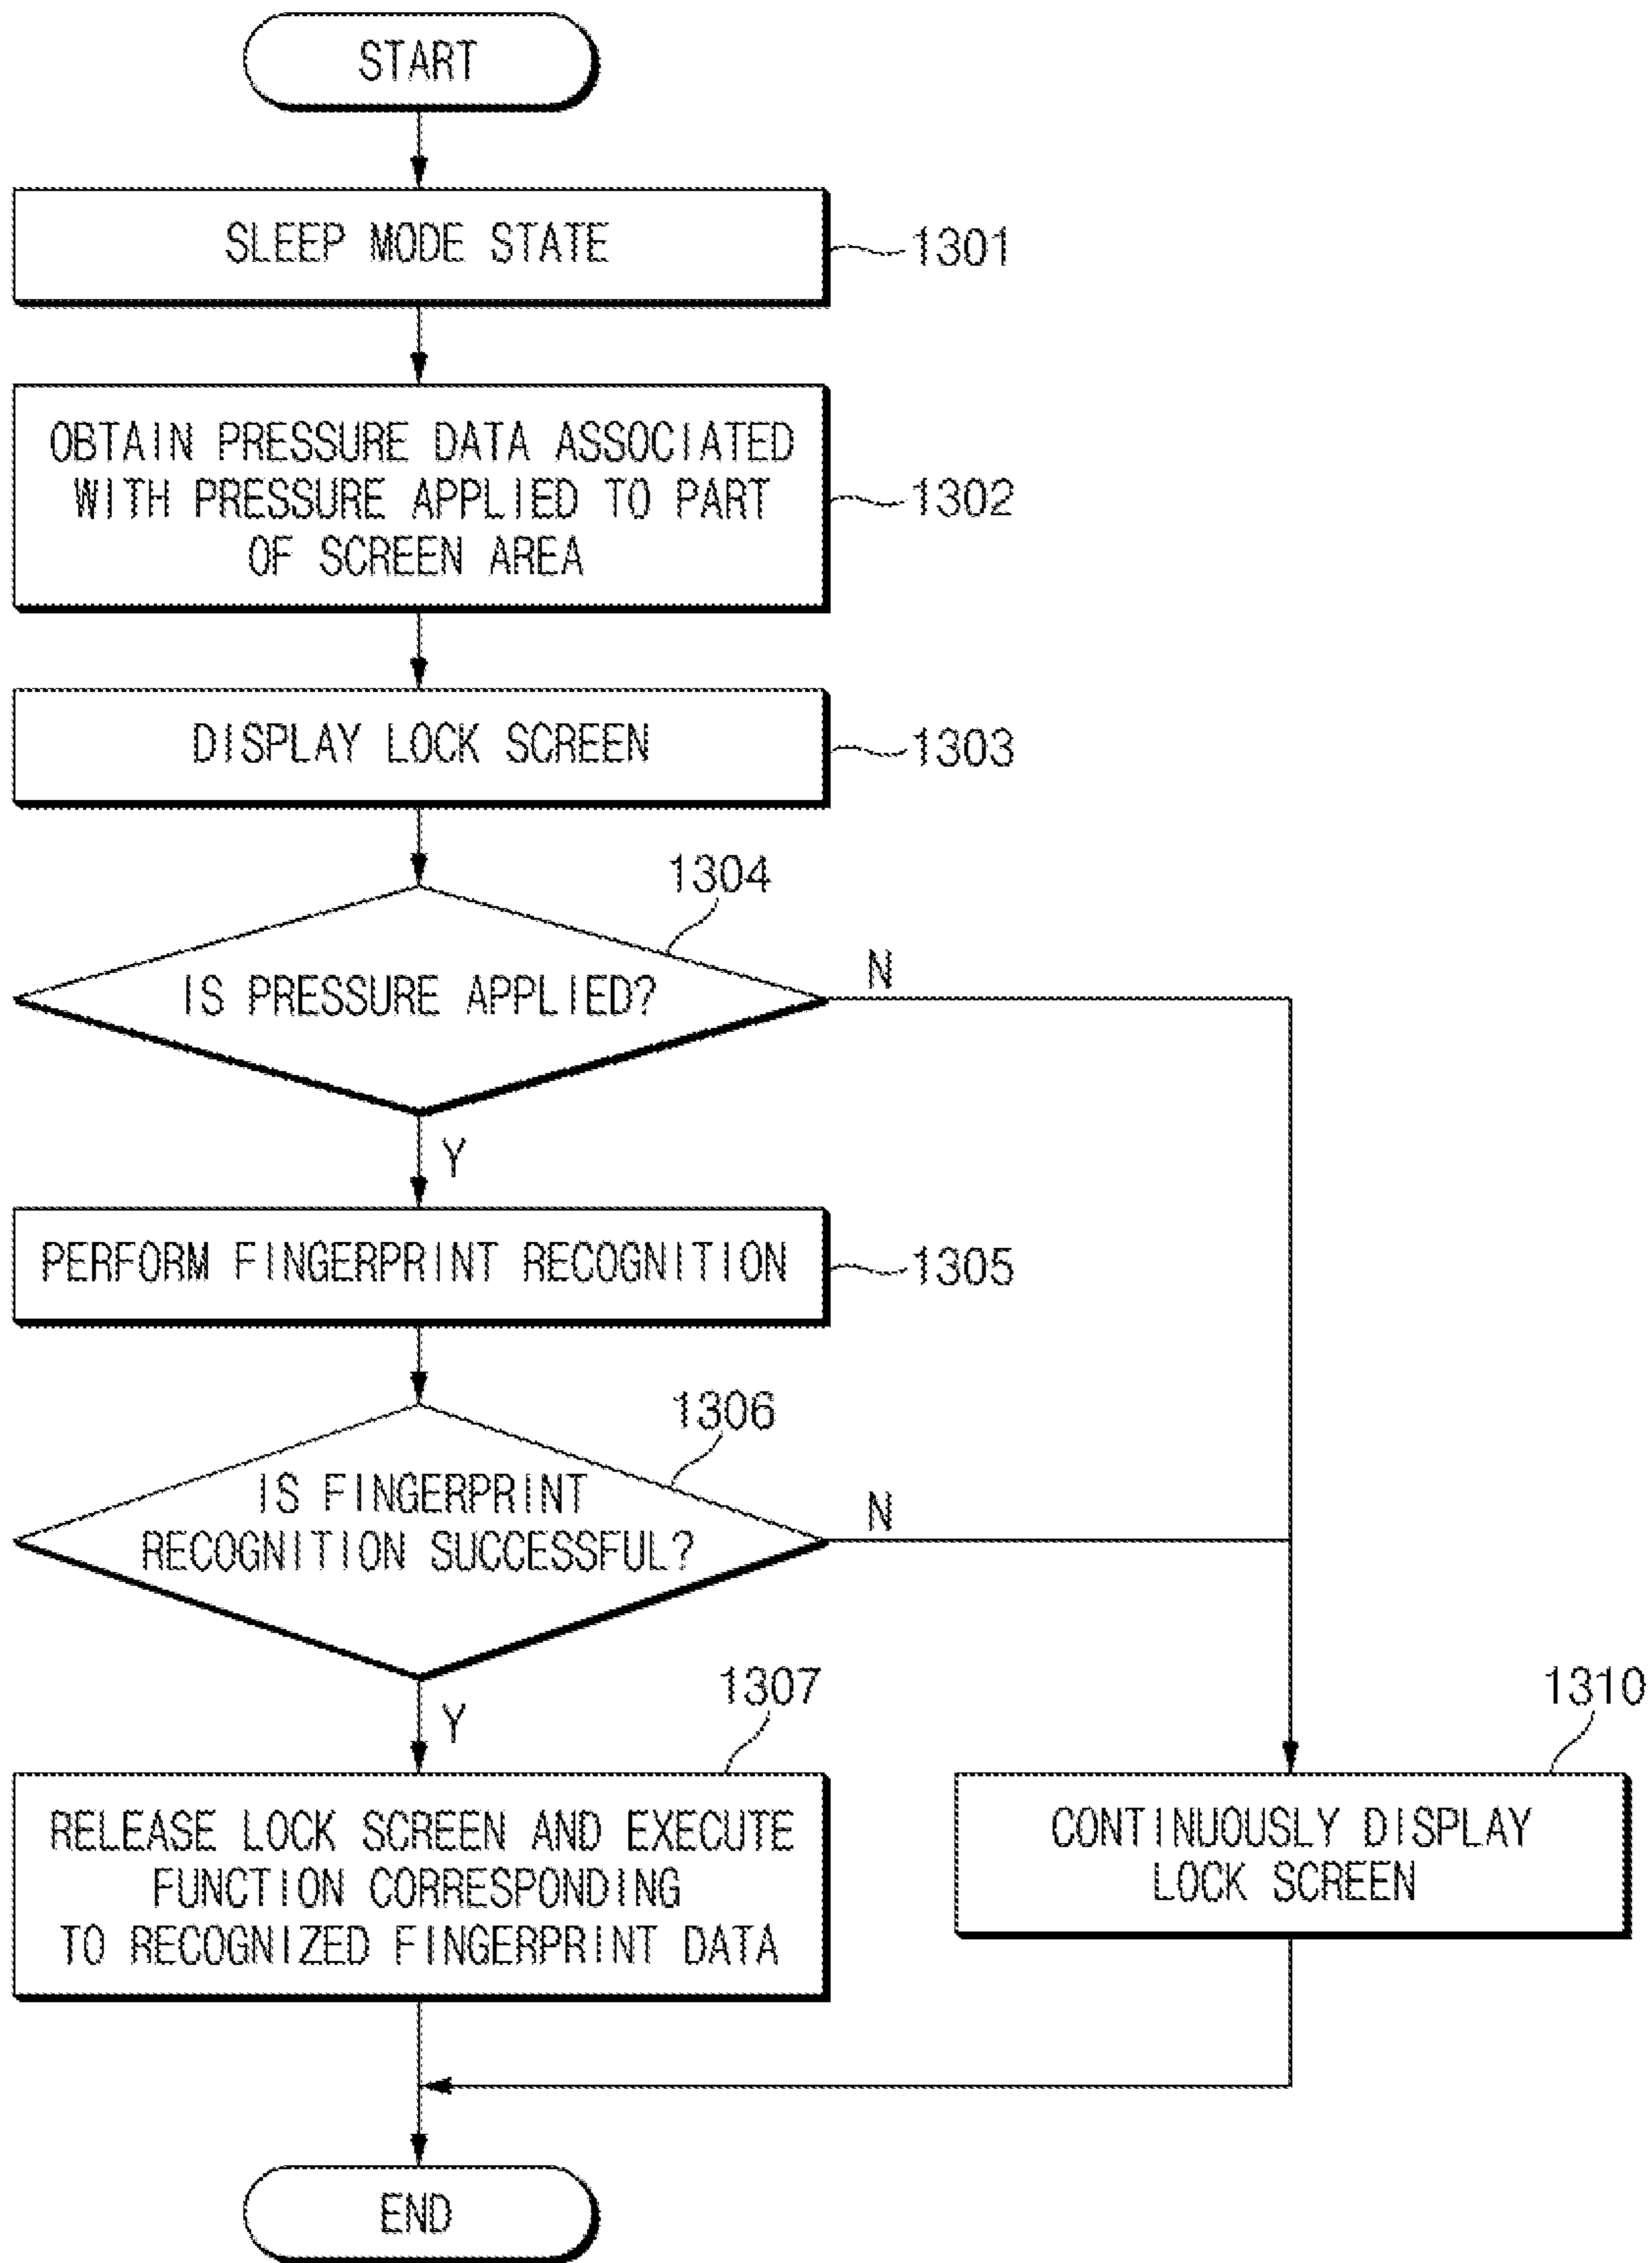 START
SLEEP MODE STATE
1301
OBTAIN PRESSURE DATA ASSOCIATED
WITH PRESSURE APPLIED TO PART
OF SCREEN AREA
1302
DISPLAY LOCK SCREEN
1303
1304
IS PRESSURE APPLIED?
N
Y
PERFORM FINGERPRINT RECOGNITION
1305
1306
IS FINGERPRINT
RECOGNITION SUCCESSFUL?
N
Y
1307
RELEASE LOCK SCREEN AND EXECUTE
FUNCTION CORRESPONDING
TO RECOGNIZED FINGERPRINT DATA
1310
CONTINUOUSLY DISPLAY
LOCK SCREEN
END